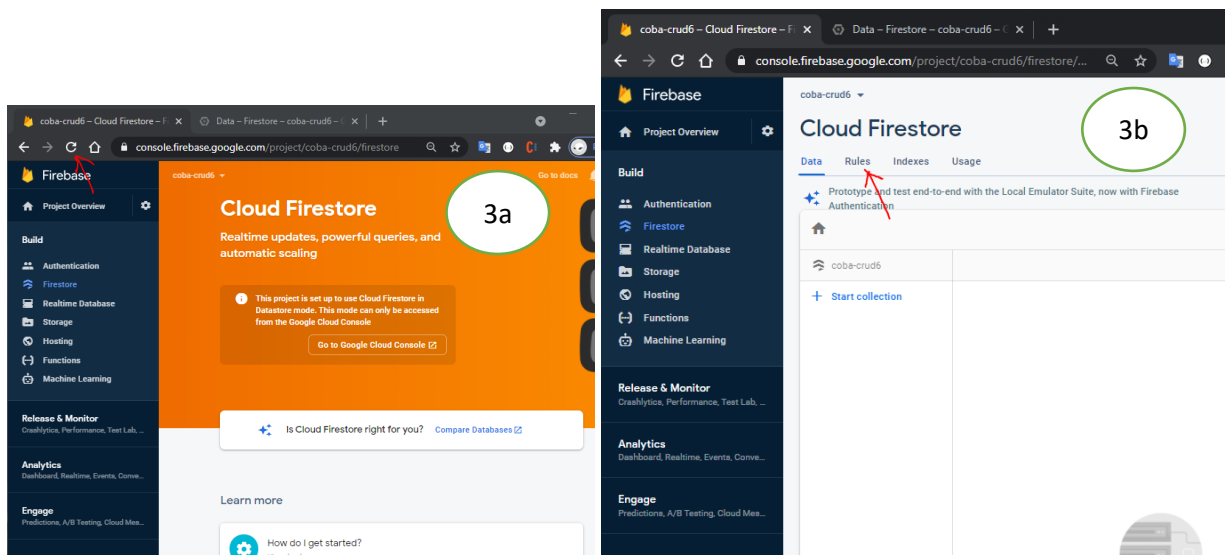 coba-crud6 – Cloud Firestore –
Data – Firestore – coba-crud6 –
console.firebase.google.com/project/coba-crud6/firestore
Firebase
Project Overview
Build
Authentication
Firestore
Realtime Database
Storage
Hosting
Functions
Machine Learning
Release & Monitor
Crashlytics, Performance, Test Lab, ...
Analytics
Dashboard, Realtime, Events, Conve...
Engage
Predictions, A/B Testing, Cloud Mes...
coba-crud6
Go to docs
Cloud Firestore
Realtime updates, powerful queries, and
automatic scaling
3a
This project is set up to use Cloud Firestore in
Datastore mode. This mode can only be accessed
from the Google Cloud Console
Go to Google Cloud Console
Is Cloud Firestore right for you? Compare Databases
Learn more
How do I get started?
coba-crud6 – Cloud Firestore –
Data – Firestore – coba-crud6 –
console.firebase.google.com/project/coba-crud6/firestore/...
Firebase
Project Overview
Build
Authentication
Firestore
Realtime Database
Storage
Hosting
Functions
Machine Learning
Release & Monitor
Crashlytics, Performance, Test Lab, ...
Analytics
Dashboard, Realtime, Events, Conve...
Engage
Predictions, A/B Testing, Cloud Mes...
coba-crud6
Cloud Firestore
3b
Data Rules Indexes Usage
Prototype and test end-to-end with the Local Emulator Suite, now with Firebase
Authentication
coba-crud6
+ Start collection